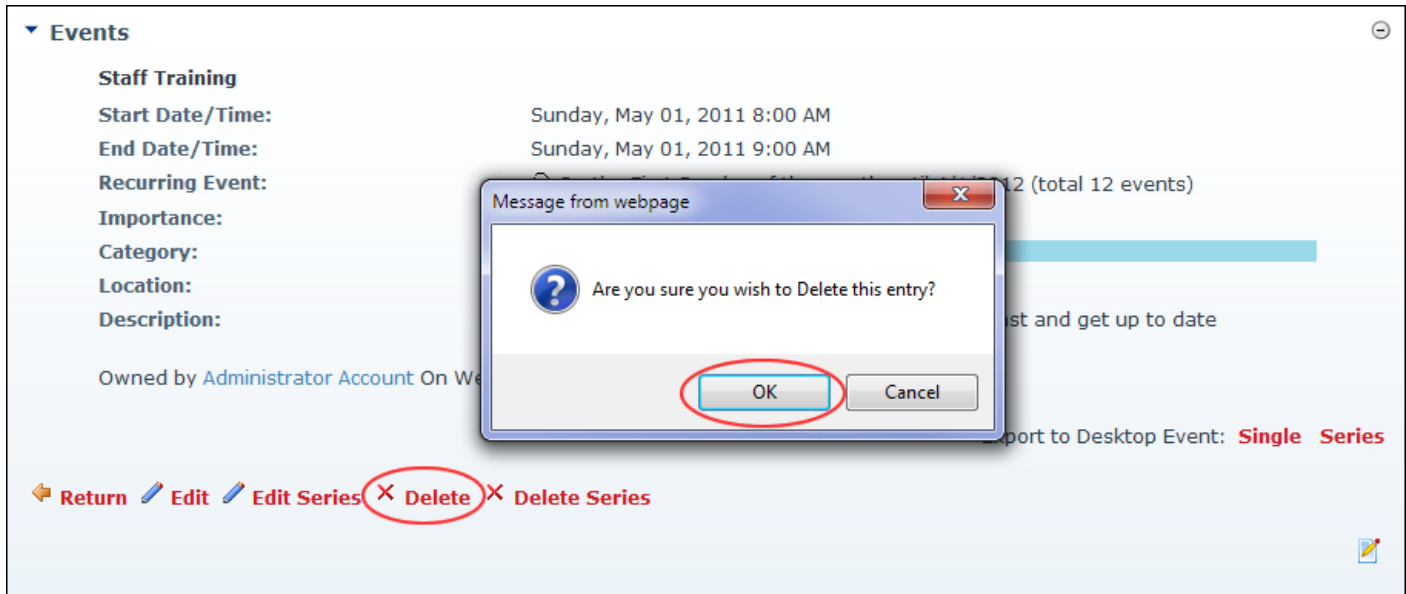 Events
Staff Training
Start Date/Time: Sunday, May 01, 2011 8:00 AM
End Date/Time: Sunday, May 01, 2011 9:00 AM
Recurring Event: 12 (total 12 events)
Message from webpage
Importance:
Category:
Location:
Are you sure you wish to Delete this entry?
Description: and get up to date
Owned by Administrator Account On
OK Cancel
to Desktop Event: Single Series
Return Edit Edit Series Delete Delete Series